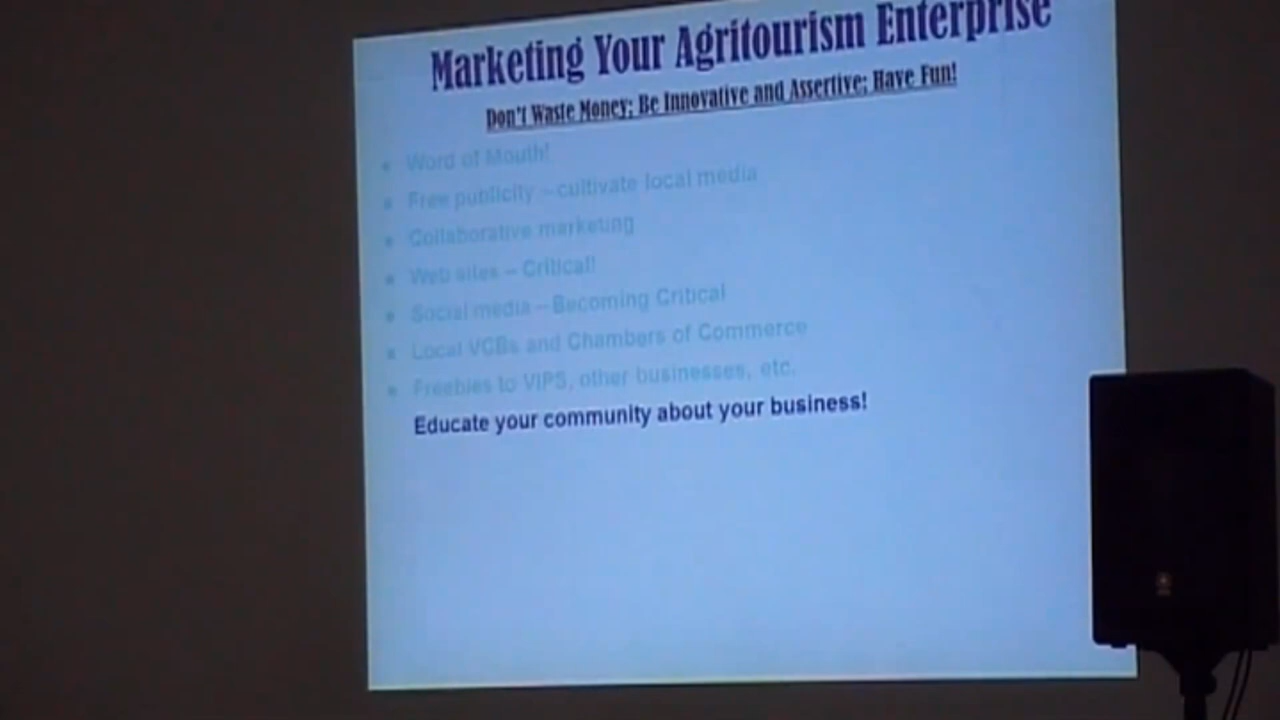 Marketing Your Agritourism Enterprise
Don't Waste Money; Be Innovative and Assertive; Have Fun!
• Word of Mouth!
• Free publicity – cultivate local media
• Collaborative marketing
• Web sites – Critical!
• Social media – Becoming Critical
• Local VCBs and Chambers of Commerce
• Freebies to VIPS, other businesses, etc.
Educate your community about your business!